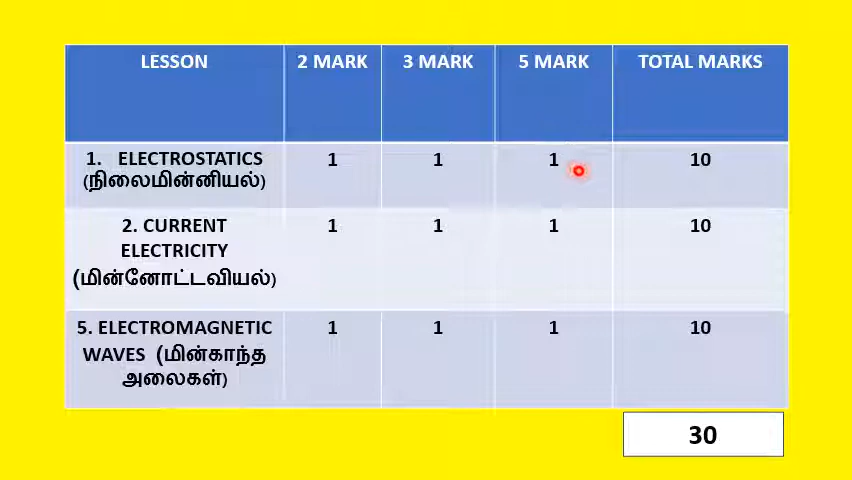 LESSON 2 MARK 3 MARK 5 MARK TOTAL MARKS
1. ELECTROSTATICS 1 1 1 10
(நிலைமின்னியல்)
2. CURRENT 1 1 1 10
ELECTRICITY
(மின்னோட்டவியல்)
5. ELECTROMAGNETIC 1 1 1 10
WAVES (மின்காந்த
அலைகள்)
30